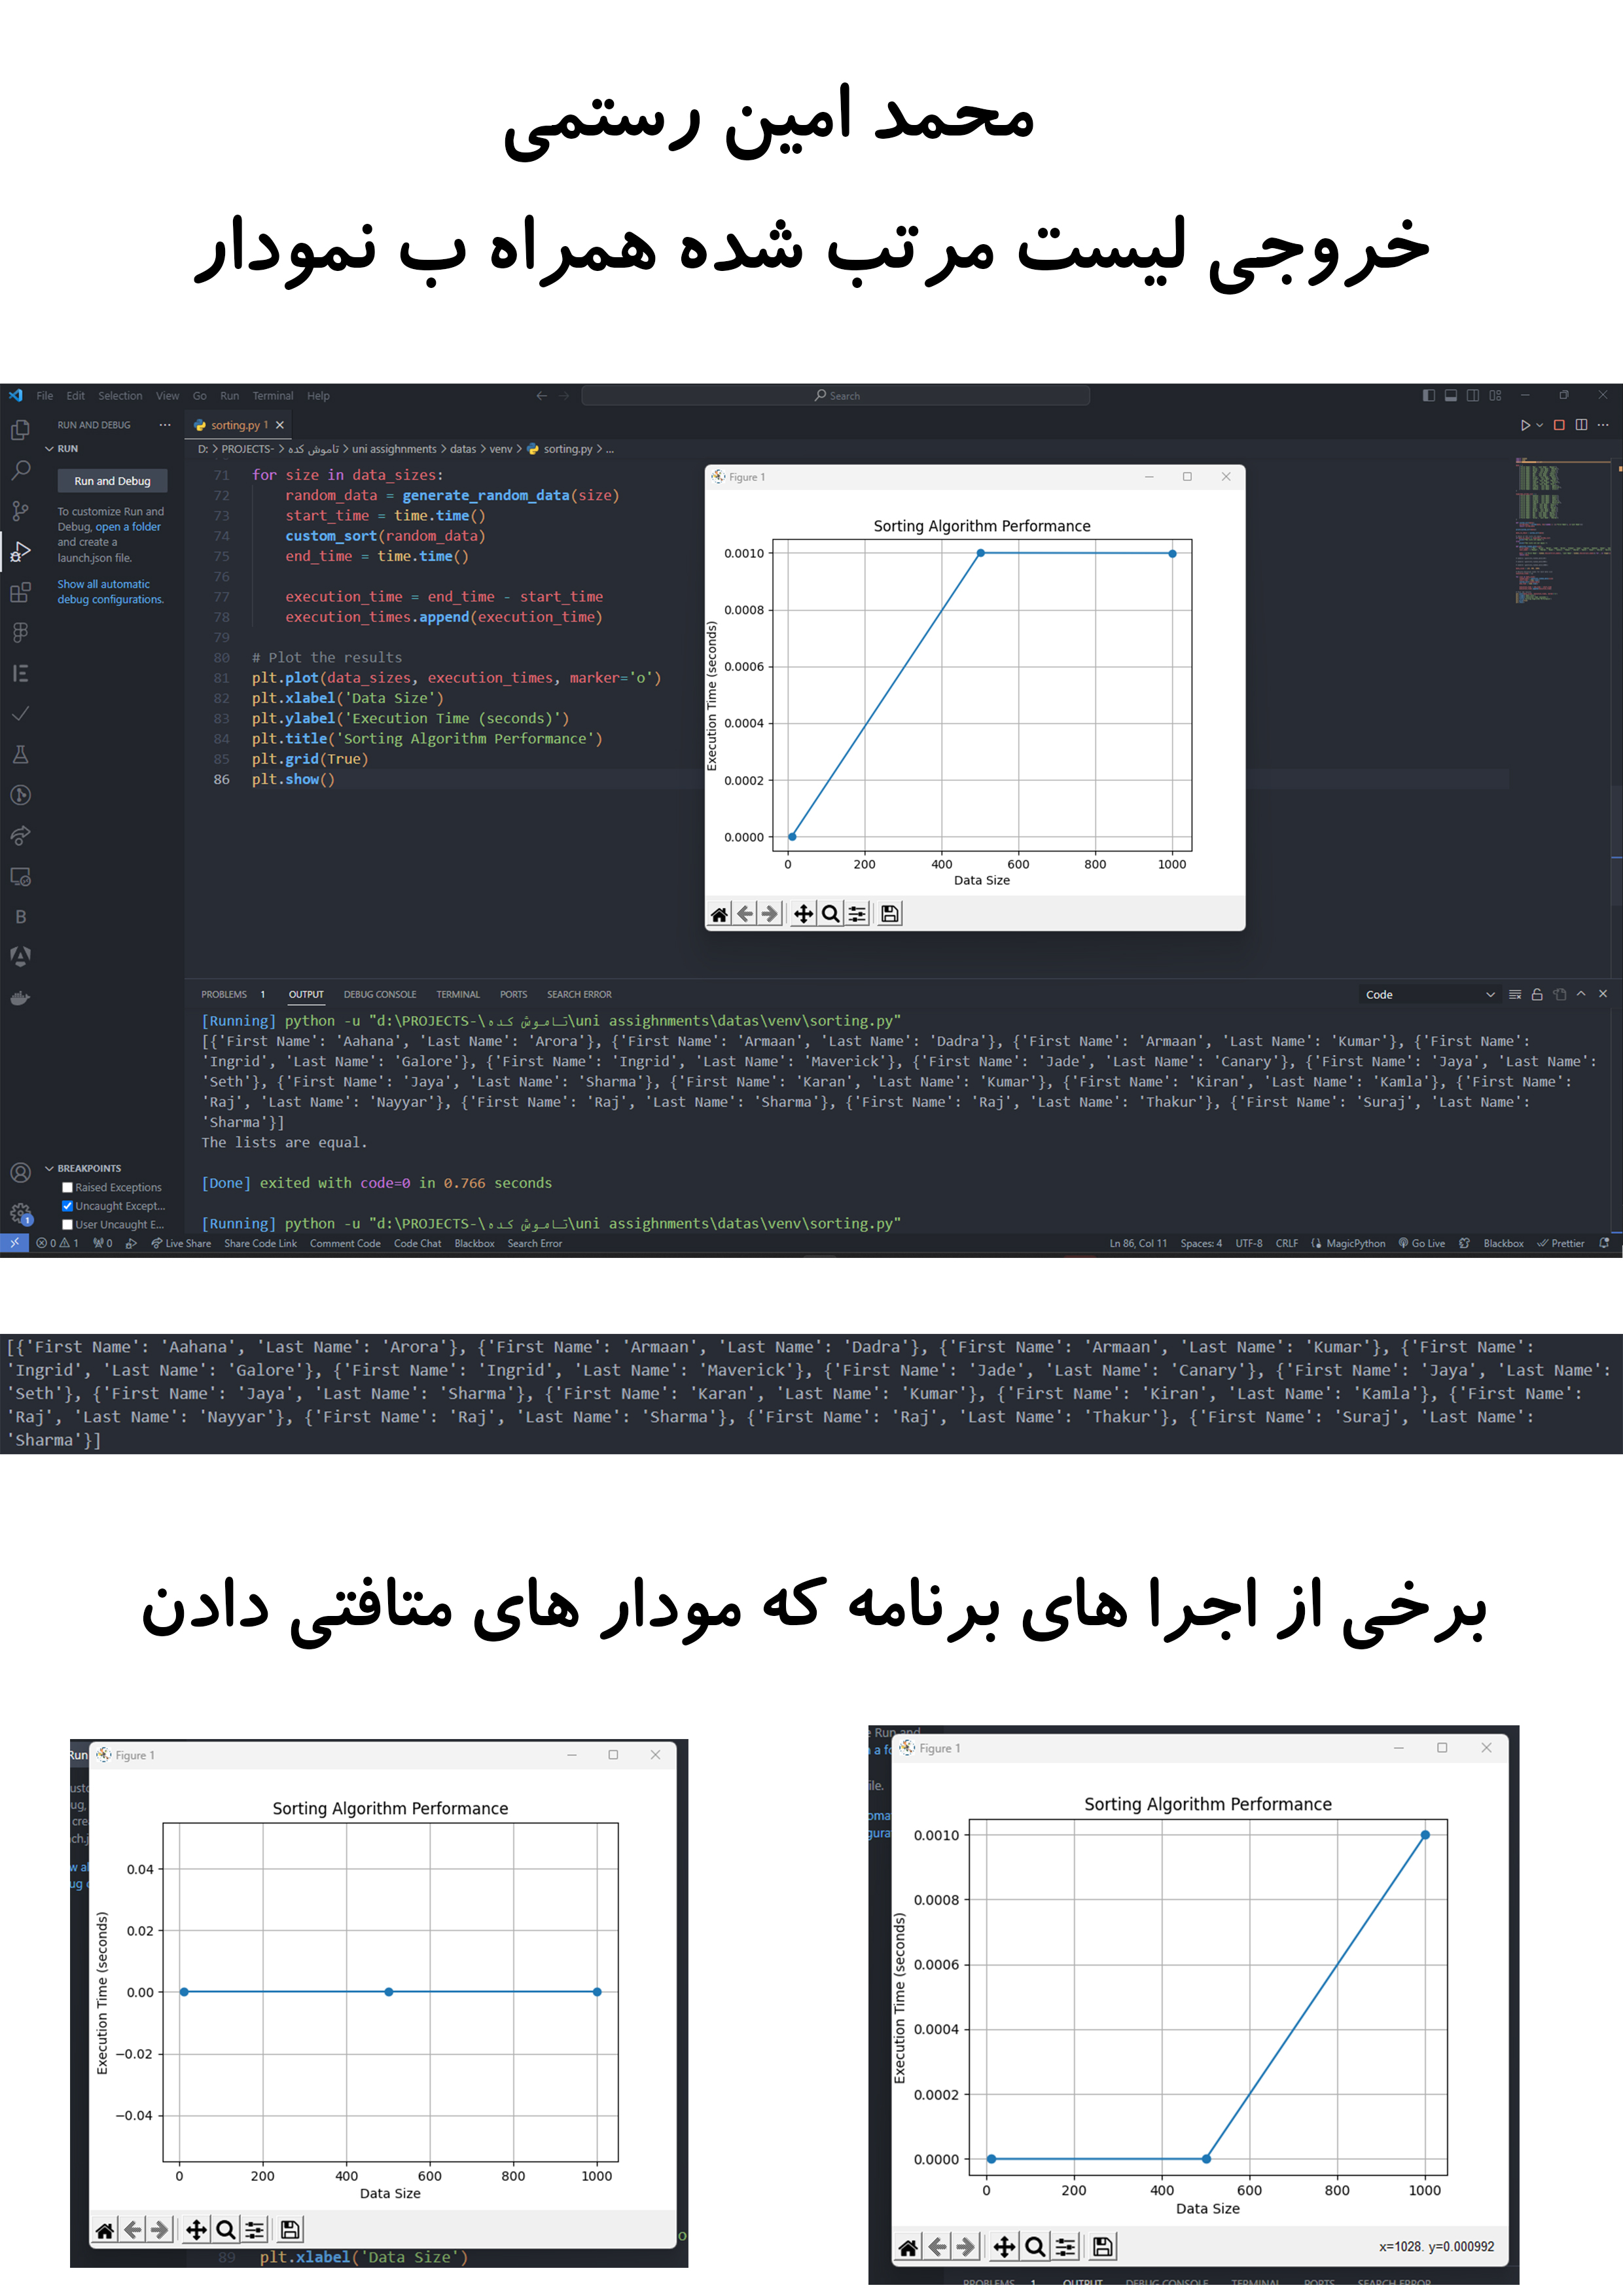 محمد امین رستمی
خروجی لیست مرتب شده همراه ب نمودار
File Edit Selection View Go Run Terminal Help
Search
RUN AND DEBUG ...
sorting.py 1
RUN
D: > PROJECTS- > تاموش کده > uni assighnments > datas > venv > sorting.py > ...
Run and Debug
To customize Run and
Debug, open a folder
and create a
launch.json file.
Show all automatic
debug configurations.
71 for size in data_sizes:
72 random_data = generate_random_data(size)
73 start_time = time.time()
74 custom_sort(random_data)
75 end_time = time.time()
76
77 execution_time = end_time - start_time
78 execution_times.append(execution_time)
79
80 # Plot the results
81 plt.plot(data_sizes, execution_times, marker='o')
82 plt.xlabel('Data Size')
83 plt.ylabel('Execution Time (seconds)')
84 plt.title('Sorting Algorithm Performance')
85 plt.grid(True)
86 plt.show()
Figure 1
Sorting Algorithm Performance
0.0010
0.0008
0.0006
0.0004
0.0002
0.0000
Execution Time (seconds)
0 200 400 600 800 1000
Data Size
PROBLEMS 1 OUTPUT DEBUG CONSOLE TERMINAL PORTS SEARCH ERROR
Code
[Running] python -u "d:\PROJECTS-\تاموش کده\uni assighnments\datas\venv\sorting.py"
[{'First Name': 'Aahana', 'Last Name': 'Arora'}, {'First Name': 'Armaan', 'Last Name': 'Dadra'}, {'First Name': 'Armaan', 'Last Name': 'Kumar'}, {'First Name':
'Ingrid', 'Last Name': 'Galore'}, {'First Name': 'Ingrid', 'Last Name': 'Maverick'}, {'First Name': 'Jade', 'Last Name': 'Canary'}, {'First Name': 'Jaya', 'Last Name':
'Seth'}, {'First Name': 'Jaya', 'Last Name': 'Sharma'}, {'First Name': 'Karan', 'Last Name': 'Kumar'}, {'First Name': 'Kiran', 'Last Name': 'Kamla'}, {'First Name':
'Raj', 'Last Name': 'Nayyar'}, {'First Name': 'Raj', 'Last Name': 'Sharma'}, {'First Name': 'Raj', 'Last Name': 'Thakur'}, {'First Name': 'Suraj', 'Last Name':
'Sharma'}]
The lists are equal.
[Done] exited with code=0 in 0.766 seconds
[Running] python -u "d:\PROJECTS-\تاموش کده\uni assighnments\datas\venv\sorting.py"
BREAKPOINTS
Raised Exceptions
Uncaught Except...
User Uncaught E...
1
0 1 0 Live Share Share Code Link Comment Code Code Chat Blackbox Search Error
Ln 86, Col 11 Spaces: 4 UTF-8 CRLF MagicPython Go Live Blackbox Prettier
[{'First Name': 'Aahana', 'Last Name': 'Arora'}, {'First Name': 'Armaan', 'Last Name': 'Dadra'}, {'First Name': 'Armaan', 'Last Name': 'Kumar'}, {'First Name':
'Ingrid', 'Last Name': 'Galore'}, {'First Name': 'Ingrid', 'Last Name': 'Maverick'}, {'First Name': 'Jade', 'Last Name': 'Canary'}, {'First Name': 'Jaya', 'Last Name':
'Seth'}, {'First Name': 'Jaya', 'Last Name': 'Sharma'}, {'First Name': 'Karan', 'Last Name': 'Kumar'}, {'First Name': 'Kiran', 'Last Name': 'Kamla'}, {'First Name':
'Raj', 'Last Name': 'Nayyar'}, {'First Name': 'Raj', 'Last Name': 'Sharma'}, {'First Name': 'Raj', 'Last Name': 'Thakur'}, {'First Name': 'Suraj', 'Last Name':
'Sharma'}]
برخی از اجرا های برنامه که مودار های متافتی دادن
Figure 1
Sorting Algorithm Performance
0.04
0.02
0.00
−0.02
−0.04
Execution Time (seconds)
0 200 400 600 800 1000
Data Size
89 plt.xlabel('Data Size')
Figure 1
Sorting Algorithm Performance
0.0010
0.0008
0.0006
0.0004
0.0002
0.0000
Execution Time (seconds)
0 200 400 600 800 1000
Data Size
x=1028. y=0.000992
PROBLEMS 1 OUTPUT DEBUG CONSOLE TERMINAL PORTS SEARCH ERROR